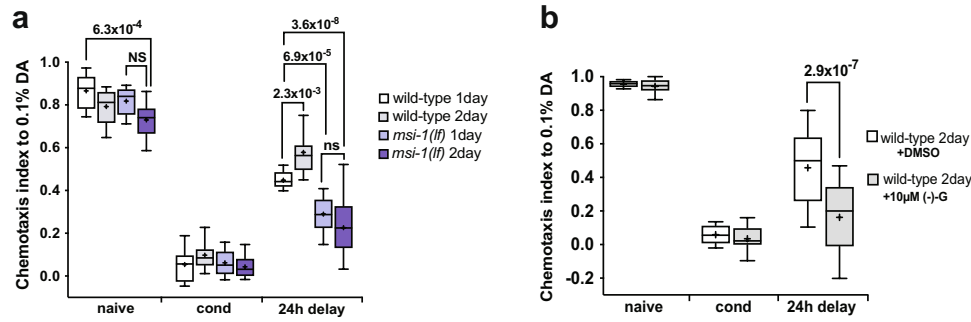 a
Chemotaxis index to 0.1% DA
1.0
0.8
0.6
0.4
0.2
0.0
6.3x10⁻⁴
NS
3.6x10⁻⁸
6.9x10⁻⁵
2.3x10⁻³
ns
naive
cond
24h delay
wild-type 1day
wild-type 2day
msi-1(lf) 1day
msi-1(lf) 2day
b
Chemotaxis index to 0.1% DA
1.0
0.8
0.6
0.4
0.2
0.0
-0.2
2.9x10⁻⁷
naive
cond
24h delay
wild-type 2day
+DMSO
wild-type 2day
+10μM (-)-G